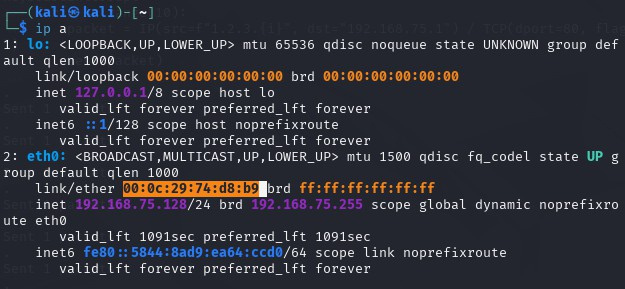 ┌──(kali㉿kali)-[~]
└─$ ip a
1: lo: <LOOPBACK,UP,LOWER_UP> mtu 65536 qdisc noqueue state UNKNOWN group def
ault qlen 1000
    link/loopback 00:00:00:00:00:00 brd 00:00:00:00:00:00
    inet 127.0.0.1/8 scope host lo
       valid_lft forever preferred_lft forever
    inet6 ::1/128 scope host noprefixroute
       valid_lft forever preferred_lft forever
2: eth0: <BROADCAST,MULTICAST,UP,LOWER_UP> mtu 1500 qdisc fq_codel state UP g
roup default qlen 1000
    link/ether 00:0c:29:74:d8:b9 brd ff:ff:ff:ff:ff:ff
    inet 192.168.75.128/24 brd 192.168.75.255 scope global dynamic noprefixro
ute eth0
       valid_lft 1091sec preferred_lft 1091sec
    inet6 fe80::5844:8ad9:ea64:ccd0/64 scope link noprefixroute
       valid_lft forever preferred_lft forever